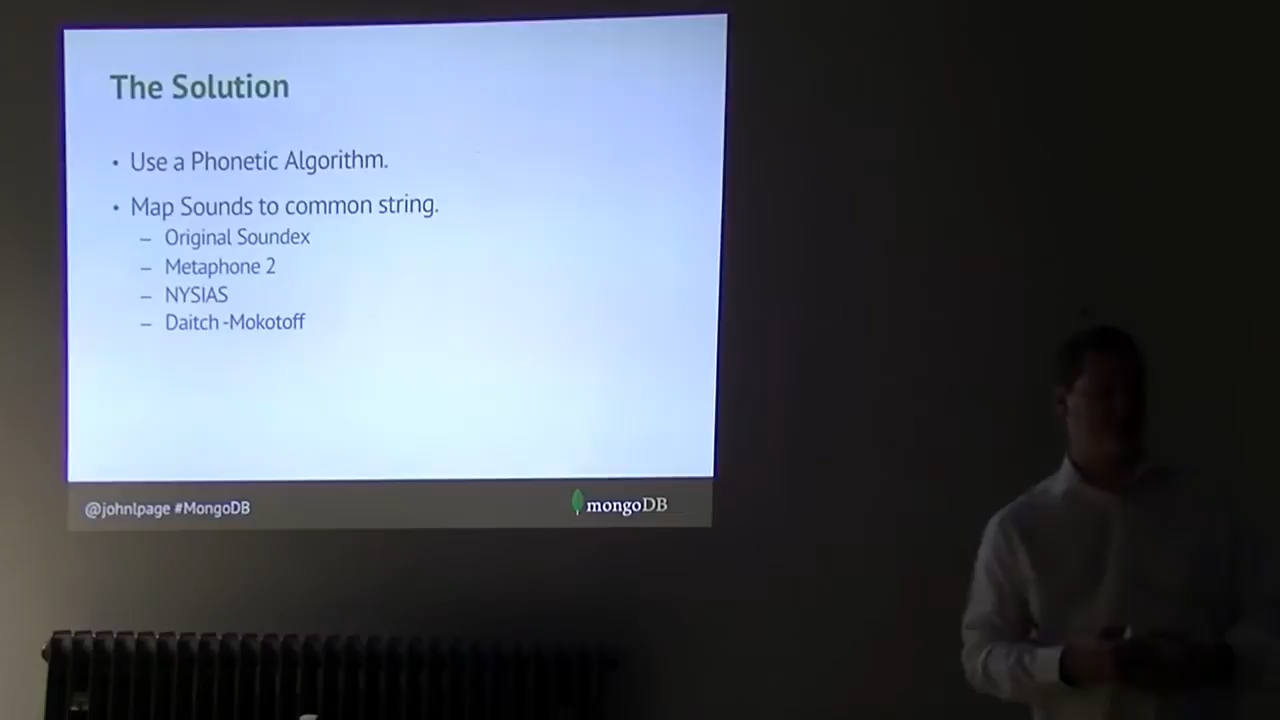 The Solution
• Use a Phonetic Algorithm.
• Map Sounds to common string.
– Original Soundex
– Metaphone 2
– NYSIAS
– Daitch -Mokotoff
@johnlpage #MongoDB
mongoDB